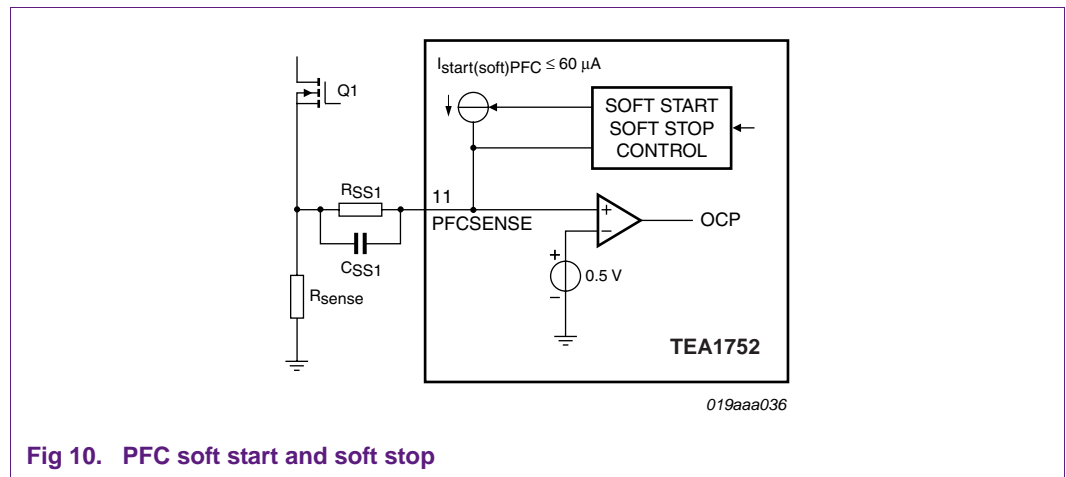 Istart(soft)PFC ≤ 60 μA
Q1
SOFT START
SOFT STOP
CONTROL
RSS1
11
PFCSENSE
CSS1
+
−
OCP
+
0.5 V
−
Rsense
TEA1752
019aaa036
Fig 10. PFC soft start and soft stop